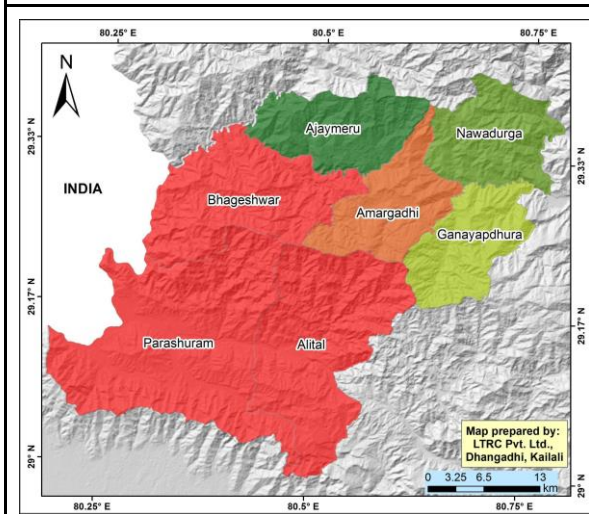 80.25° E
80.5° E
80.75° E
N
29.33° N
29.33° N
Ajaymeru
Nawadurga
INDIA
Bhageshwar
Amargadhi
Ganayapdhura
29.17° N
29.17° N
Parashuram
Alital
Map prepared by:
LTRC Pvt. Ltd.,
Dhangadhi, Kailali
29° N
29° N
0 3.25 6.5 13
km
80.25° E
80.5° E
80.75° E